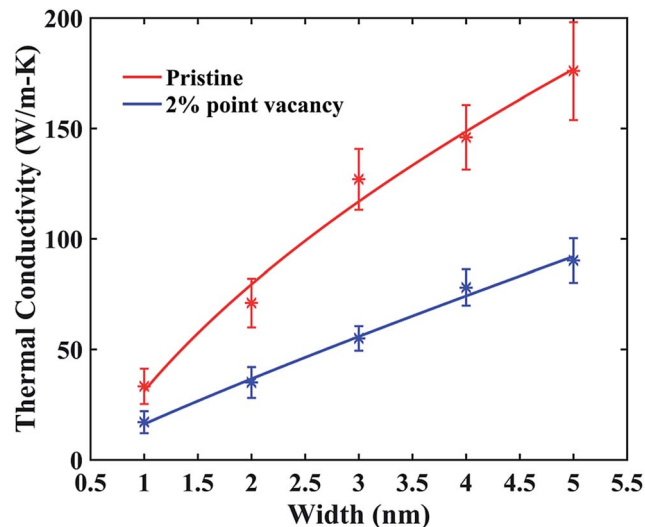 200
150
100
50
0
Thermal Conductivity (W/m-K)
Pristine
2% point vacancy
0.5 1 1.5 2 2.5 3 3.5 4 4.5 5 5.5
Width (nm)